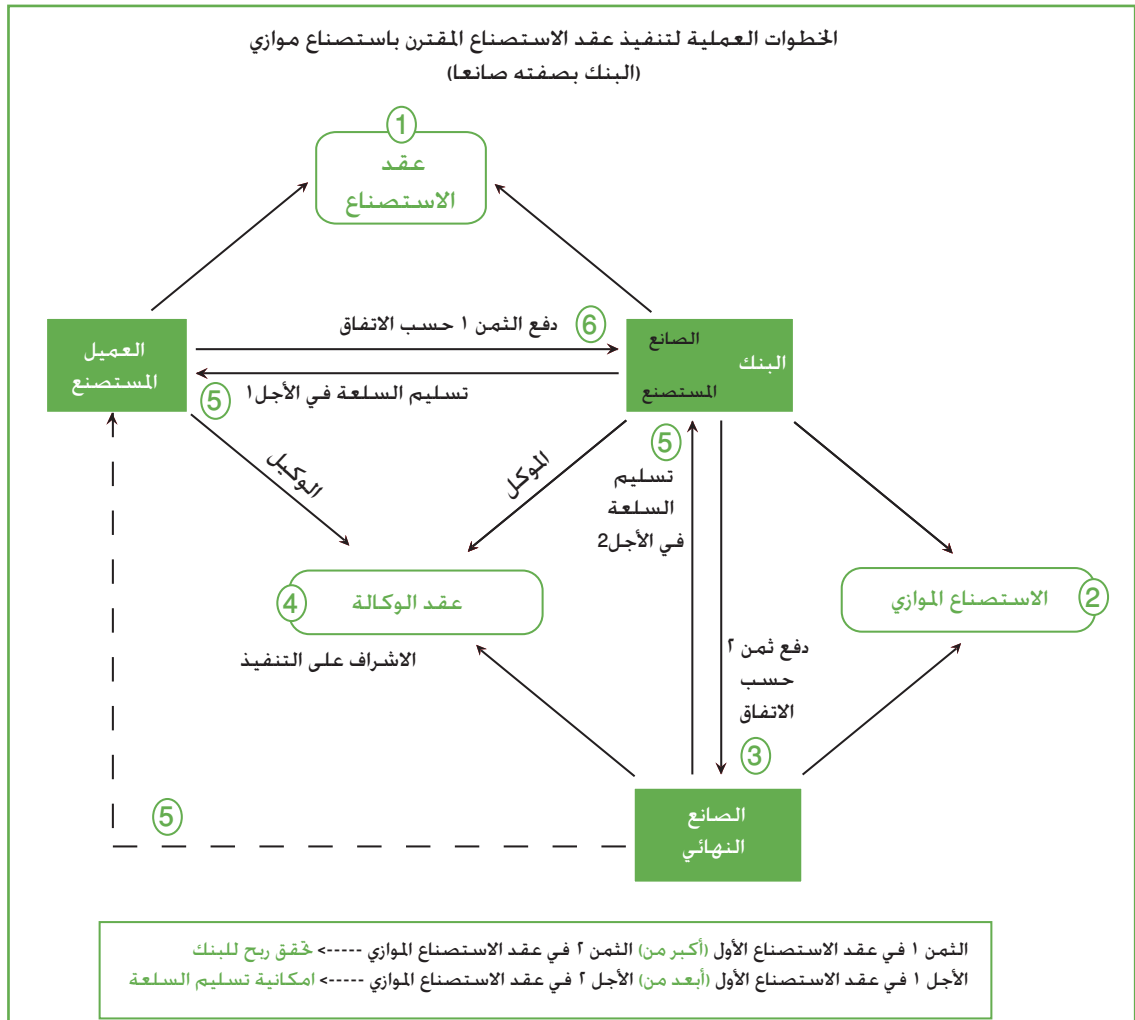 الخطوات العملية لتنفيذ عقد الاستصناع المقترن باستصناع موازي
(البنك بصفته صانعا)
1
عقد
الاستصناع
دفع الثمن ١ حسب الاتفاق
6
العميل
المستصنع
الصانع
البنك
المستصنع
تسليم السلعة في الأجل١
5
الوكيل
الموكل
5
تسليم
السلعة
في الأجل2
2
الاستصناع الموازي
4
عقد الوكالة
الاشراف على التنفيذ
دفع ثمن ٢
حسب
الاتفاق
3
الصانع
النهائي
5
الثمن ١ في عقد الاستصناع الأول (أكبر من) الثمن ٢ في عقد الاستصناع الموازي -----> تحقق ربح للبنك
الأجل ١ في عقد الاستصناع الأول (أبعد من) الأجل ٢ في عقد الاستصناع الموازي -----> امكانية تسليم السلعة